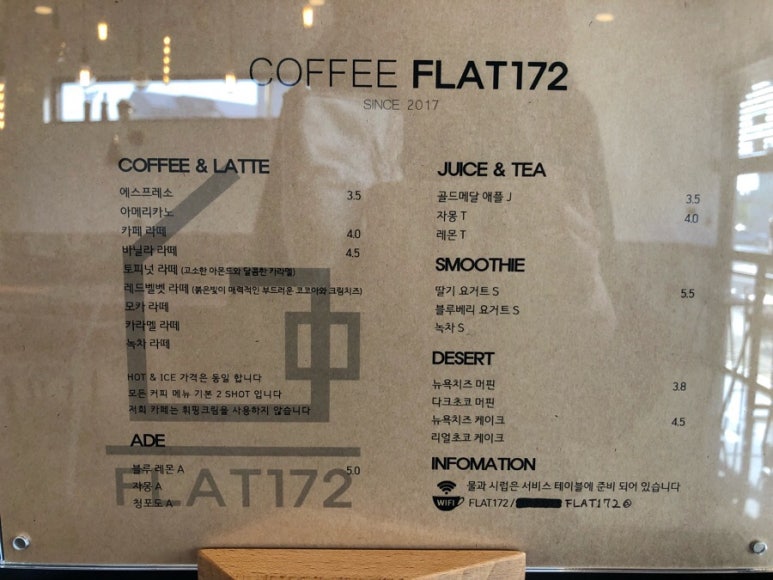 COFFEE FLAT172
SINCE 2017
COFFEE & LATTE
에스프레소 3.5
아메리카노
카페 라떼 4.0
바닐라 라떼 4.5
토피넛 라떼 (고소한 아몬드와 달콤한 카라멜)
레드벨벳 라떼 (붉은빛이 매력적인 부드러운 코코아와 크림치즈)
모카 라떼
카라멜 라떼
녹차 라떼
HOT & ICE 가격은 동일 합니다
모든 커피 메뉴 기본 2 SHOT 입니다
저희 카페는 휘핑크림을 사용하지 않습니다
ADE
블루 레몬 A 5.0
자몽 A
청포도 A
FLAT172
JUICE & TEA
골드메달 애플 J 3.5
자몽 T 4.0
레몬 T
SMOOTHIE
딸기 요거트 S 5.5
블루베리 요거트 S
녹차 S
DESERT
뉴욕치즈 머핀 3.8
다크초코 머핀
뉴욕치즈 케이크 4.5
리얼초코 케이크
INFOMATION
물과 시럽은 서비스 테이블에 준비 되어 있습니다
WIFI FLAT172 / FLAT172@